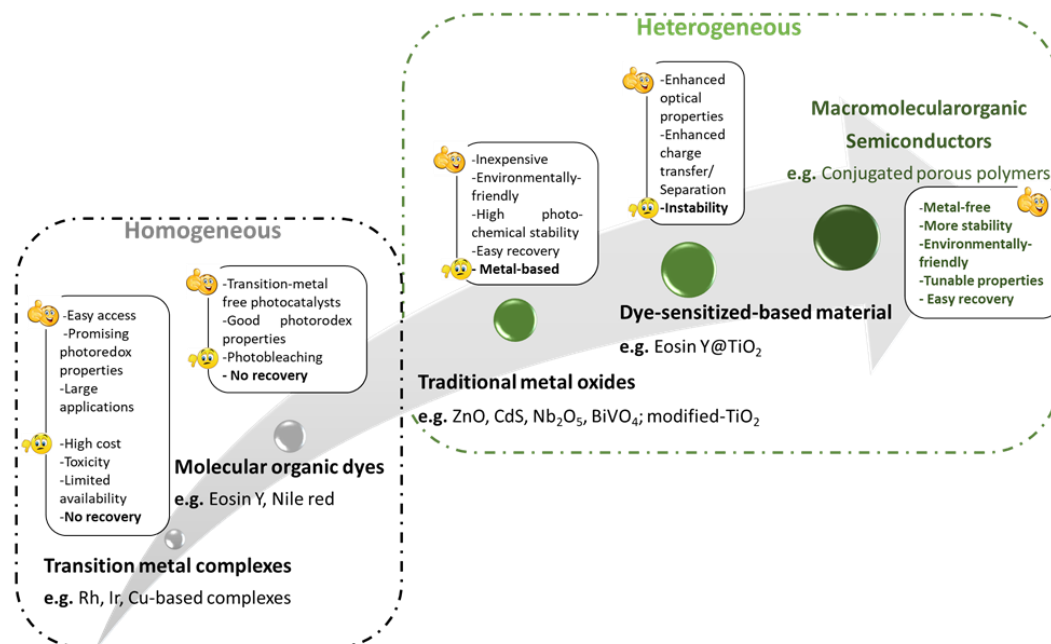 Heterogeneous
-Enhanced
optical
properties
-Enhanced
charge
transfer/
Separation
-Instability
Macromolecularorganic
Semiconductors
e.g. Conjugated porous polymers
-Metal-free
-More stability
-Environmentally-
friendly
-Tunable properties
- Easy recovery
-Inexpensive
-Environmentally-
friendly
-High photo-
chemical stability
-Easy recovery
- Metal-based
Dye-sensitized-based material
e.g. Eosin Y@TiO₂
Traditional metal oxides
e.g. ZnO, CdS, Nb₂O₅, BiVO₄; modified-TiO₂
Homogeneous
-Transition-metal
free photocatalysts
-Good photorodex
properties
-Photobleaching
- No recovery
-Easy access
-Promising
photoredox
properties
-Large
applications
-High cost
-Toxicity
-Limited
availability
-No recovery
Molecular organic dyes
e.g. Eosin Y, Nile red
Transition metal complexes
e.g. Rh, Ir, Cu-based complexes